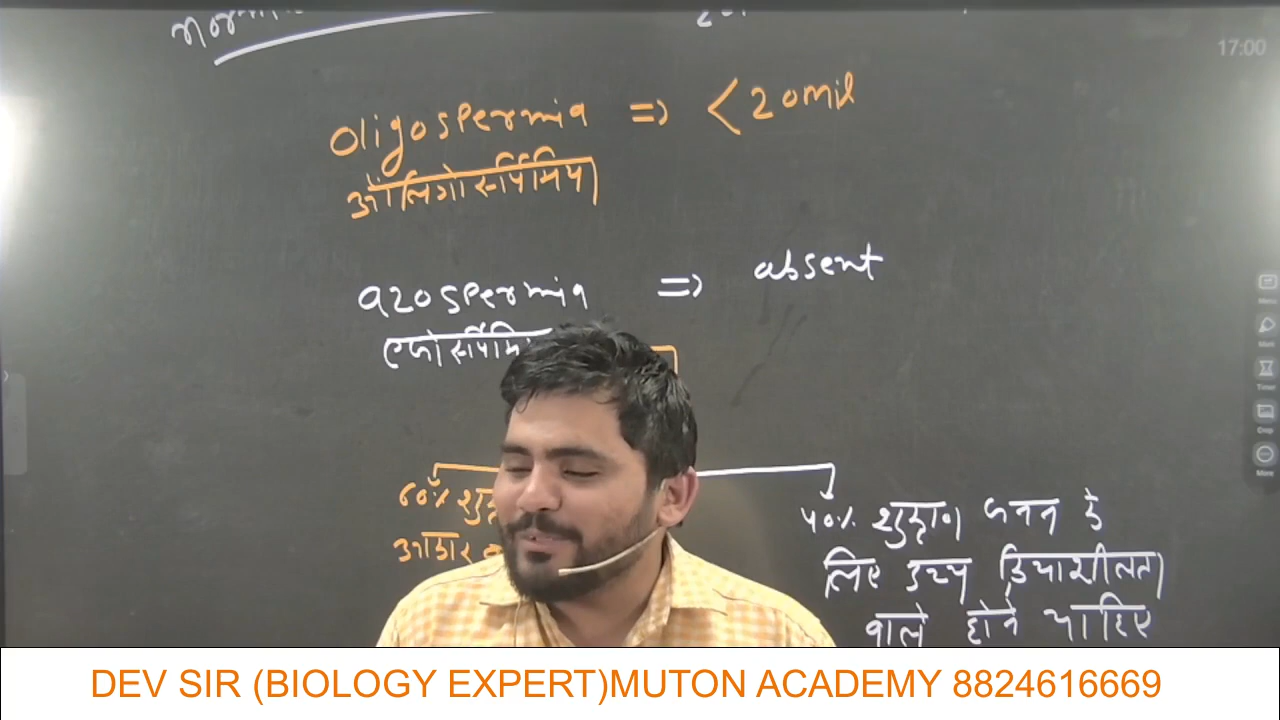 17:00
oligospermia => <20mil
ऑलिगोस्पर्मिया
azospermia => absent
60%
40% शुक्राणु जनन के
लिए उच्च क्रियाशीलता
वाले होने चाहिए
DEV SIR (BIOLOGY EXPERT)MUTON ACADEMY 8824616669